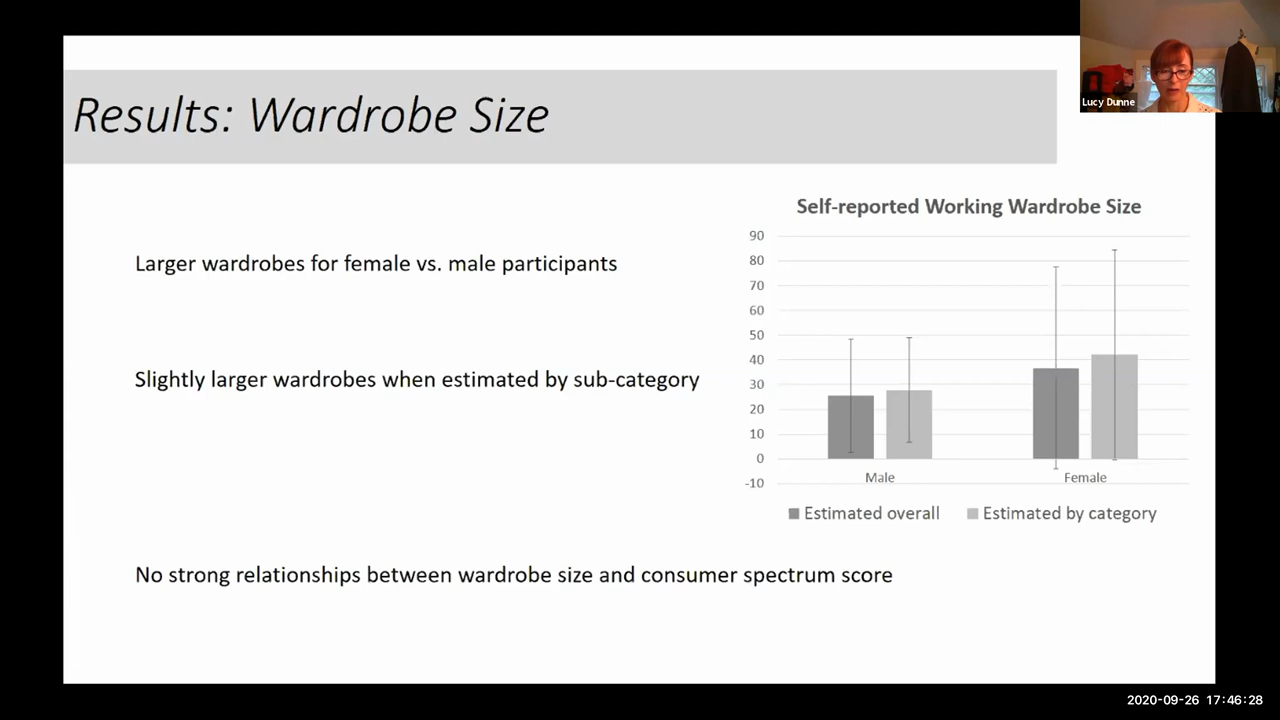 Results: Wardrobe Size
Lucy Dunne
Larger wardrobes for female vs. male participants
Slightly larger wardrobes when estimated by sub-category
Self-reported Working Wardrobe Size
90
80
70
60
50
40
30
20
10
0
-10
Male
Female
Estimated overall
Estimated by category
No strong relationships between wardrobe size and consumer spectrum score
2020-09-26 17:46:28